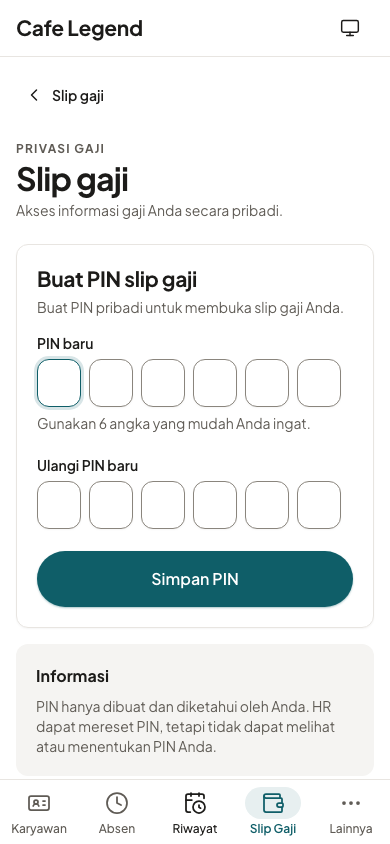 Cafe Legend
Slip gaji
PRIVASI GAJI
Slip gaji
Akses informasi gaji Anda secara pribadi.
Buat PIN slip gaji
Buat PIN pribadi untuk membuka slip gaji Anda.
PIN baru
Gunakan 6 angka yang mudah Anda ingat.
Ulangi PIN baru
Simpan PIN
Informasi
PIN hanya dibuat dan diketahui oleh Anda. HR
dapat mereset PIN, tetapi tidak dapat melihat
atau menentukan PIN Anda.
Karyawan
Absen
Riwayat
Slip Gaji
Lainnya